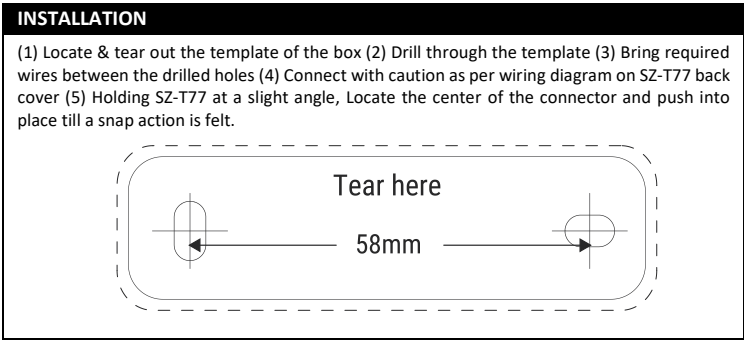 INSTALLATION
(1) Locate & tear out the template of the box (2) Drill through the template (3) Bring required
wires between the drilled holes (4) Connect with caution as per wiring diagram on SZ-T77 back
cover (5) Holding SZ-T77 at a slight angle, Locate the center of the connector and push into
place till a snap action is felt.
Tear here
58mm